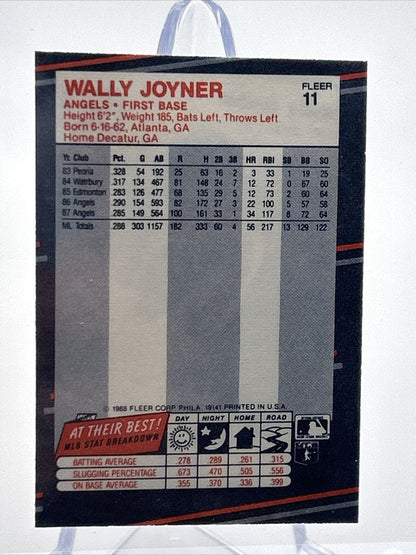 WALLY JOYNER
FLEER
11
ANGELS • FIRST BASE
Height 6'2", Weight 185, Bats Left, Throws Left
Born 6-16-62, Atlanta, GA
Home Decatur, GA
Yr. Club Pct. G AB R H 2B 3B HR RBI SB BB SO
83 Peoria .328 54 192 25 63 16 2 3 33 1 19 25
84 Watrbury .317 134 467 81 148 24 7 12 72 0 67 60
85 Edmonton .283 126 477 68 135 29 5 12 73 2 60 64
86 Angels .290 154 593 82 172 27 3 22 100 5 57 58
87 Angels .285 149 564 100 161 33 1 34 117 8 72 64
ML Totals .288 303 1157 182 333 60 4 56 217 13 129 122
© 1988 FLEER CORP. PHILA. 19141 PRINTED IN U.S.A.
AT THEIR BEST!
MLB STAT BREAKDOWN
DAY NIGHT HOME ROAD
BATTING AVERAGE .278 .289 .261 .315
SLUGGING PERCENTAGE .673 .470 .505 .556
ON BASE AVERAGE .355 .370 .336 .399